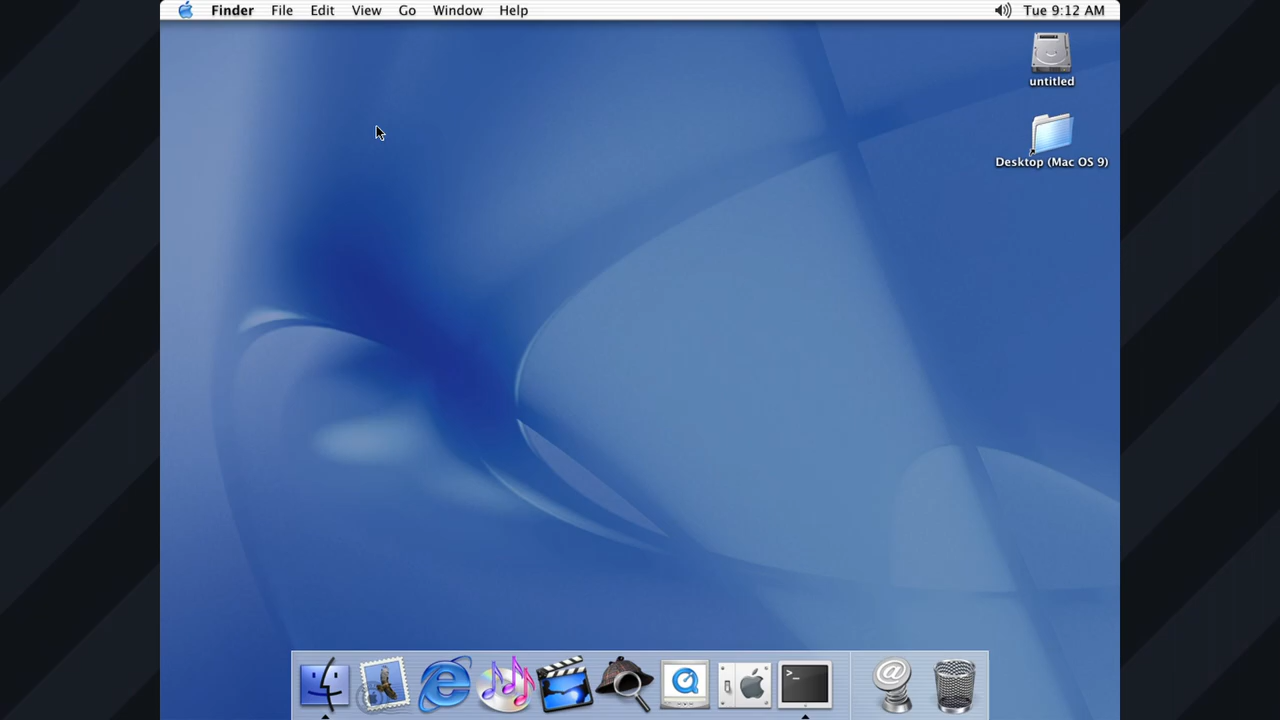 Finder File Edit View Go Window Help Tue 9:12 AM
untitled
Desktop (Mac OS 9)
>_
@